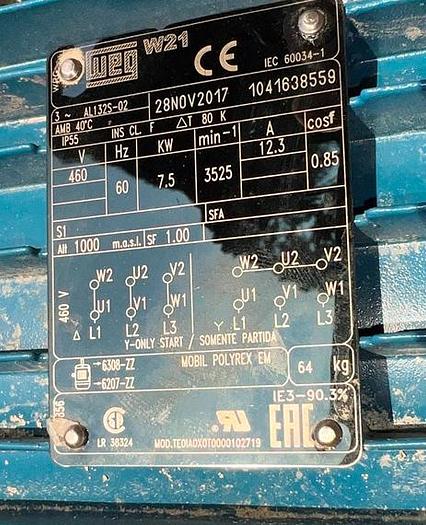 WEG W21 CE IEC 60034-1
3 ~ AL132S-02 28NOV2017 1041638559
AMB 40°C INS CL. F ΔT 80 K
IP55
V Hz KW min-1 A cosf
460 60 7.5 3525 12.3 0.85
SFA
S1
Alt 1000 m.a.s.l. SF 1.00
460 V
W2 U2 V2 W2 U2 V2
U1 V1 W1 U1 V1 W1
Δ L1 L2 L3 Y L1 L2 L3
Y-ONLY START / SOMENTE PARTIDA
→6308-ZZ MOBIL POLYREX EM 64 kg
→6207-ZZ
IE3-90.3%
LR 38324 MOD.TE01A0X0T0000102719 EAC